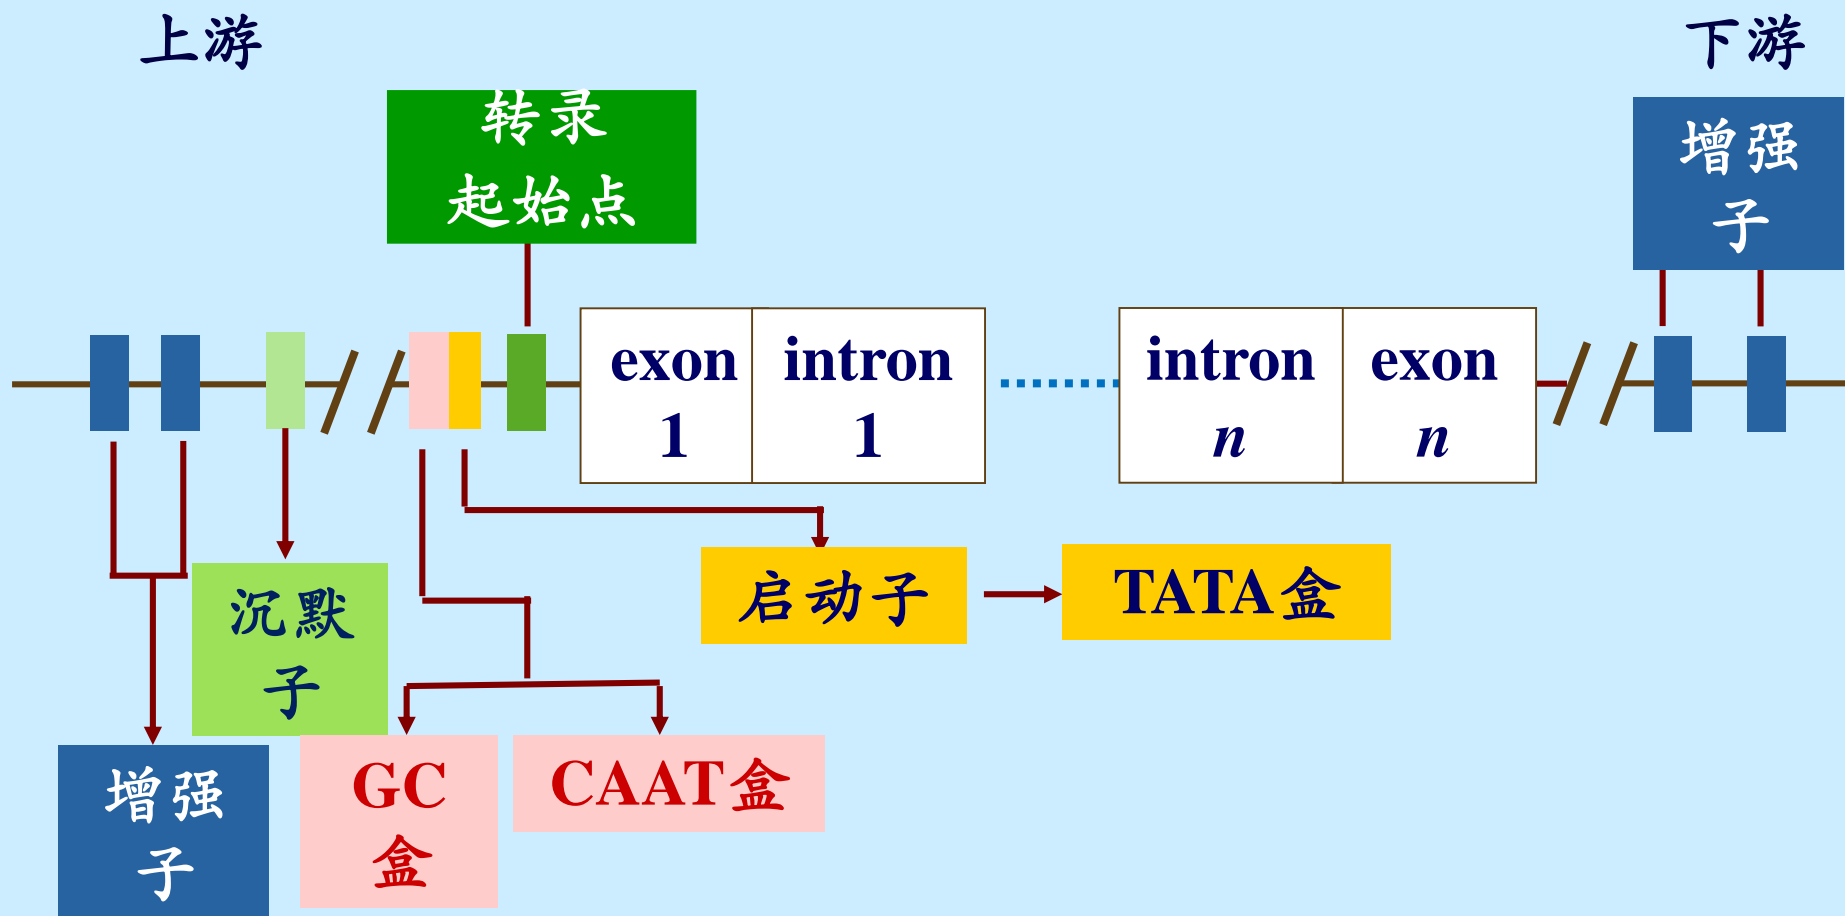 上游
下游
转录
起始点
增强
子
exon
1
intron
1
intron
n
exon
n
启动子
TATA盒
沉默
子
增强
子
GC
盒
CAAT盒